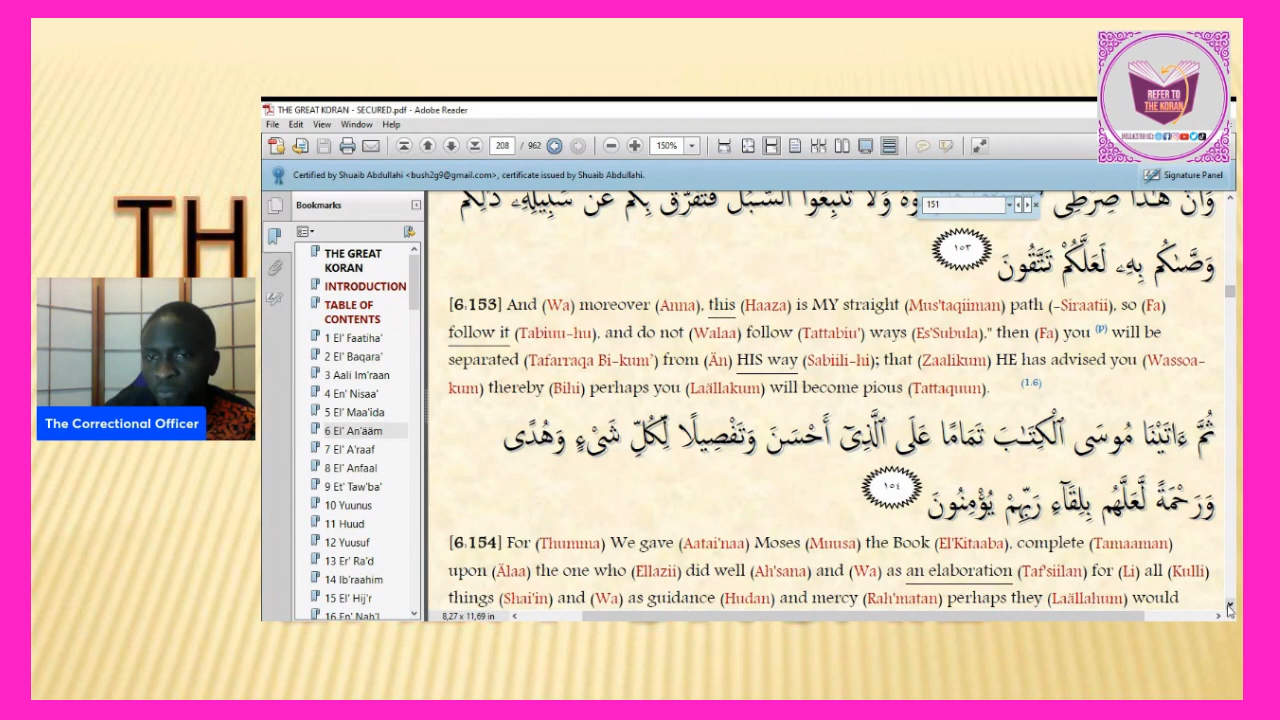 TH
REFER TO
THE KORAN
THE GREAT KORAN - SECURED.pdf - Adobe Reader
File Edit View Window Help
208 / 962 150%
Certified by Shuaib Abdullahi <bush2g9@gmail.com>, certificate issued by Shuaib Abdullahi.
Signature Panel
Bookmarks
THE GREAT
KORAN
INTRODUCTION
TABLE OF
CONTENTS
1 El' Faatiha'
2 El' Baqara'
3 Aali Im'raan
4 En' Nisaa'
5 El' Maa'ida
6 El' An'ääm
7 El' A'raaf
8 El' Anfaal
9 Et' Taw'ba'
10 Yuunus
11 Huud
12 Yuusuf
13 Er' Ra'd
14 Ib'raahim
15 El' Hij'r
16 En' Nah'l
151
وَأَنَّ هَـٰذَا صِرَٰطِى وهُ وَلَا تَتَّبِعُوا۟ ٱلسُّبُلَ فَتَفَرَّقَ بِكُمْ عَن سَبِيلِهِۦ ذَٰلِكُمْ
وَصَّىٰكُم بِهِۦ لَعَلَّكُمْ تَتَّقُونَ ١٥٣
[6.153] And (Wa) moreover (Anna), this (Haaza) is MY straight (Mus'taqiiman) path (-Siraatii), so (Fa)
follow it (Tabiuu-hu), and do not (Walaa) follow (Tattabiu') ways (Es'Subula)," then (Fa) you (p) will be
separated (Tafarraqa Bi-kum') from (Än) HIS way (Sabiili-hi); that (Zaalikum) HE has advised you (Wassoa-
kum) thereby (Bihi) perhaps you (Laällakum) will become pious (Tattaquun). (1.6)
ثُمَّ ءَاتَيْنَا مُوسَى ٱلْكِتَـٰبَ تَمَامًا عَلَى ٱلَّذِىٓ أَحْسَنَ وَتَفْصِيلًا لِّكُلِّ شَىْءٍ وَهُدًى
وَرَحْمَةً لَّعَلَّهُم بِلِقَآءِ رَبِّهِمْ يُؤْمِنُونَ ١٥٤
[6.154] For (Thumma) We gave (Aatai'naa) Moses (Muusa) the Book (El'Kitaaba), complete (Tamaaman)
upon (Älaa) the one who (Ellazii) did well (Ah'sana) and (Wa) as an elaboration (Taf'siilan) for (Li) all (Kulli)
things (Shai'in) and (Wa) as guidance (Hudan) and mercy (Rah'matan) perhaps they (Laällahum) would
8,27 x 11,69 in
The Correctional Officer